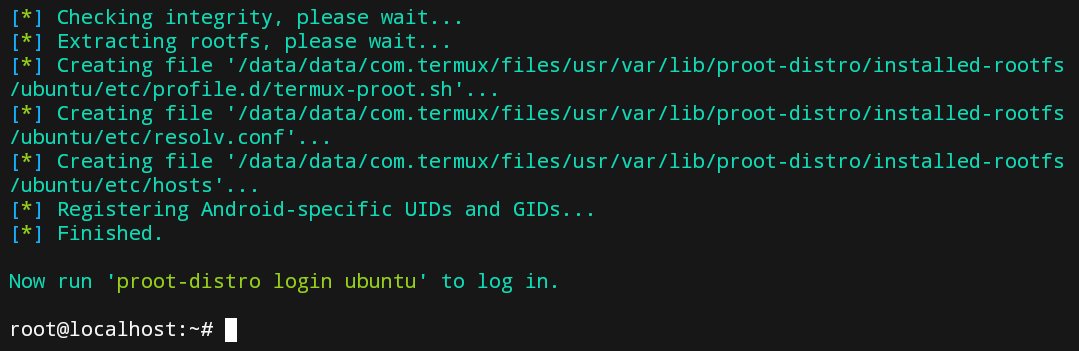 [*] Checking integrity, please wait...
[*] Extracting rootfs, please wait...
[*] Creating file '/data/data/com.termux/files/usr/var/lib/proot-distro/installed-rootfs
/ubuntu/etc/profile.d/termux-proot.sh'...
[*] Creating file '/data/data/com.termux/files/usr/var/lib/proot-distro/installed-rootfs
/ubuntu/etc/resolv.conf'...
[*] Creating file '/data/data/com.termux/files/usr/var/lib/proot-distro/installed-rootfs
/ubuntu/etc/hosts'...
[*] Registering Android-specific UIDs and GIDs...
[*] Finished.
Now run 'proot-distro login ubuntu' to log in.
root@localhost:~#